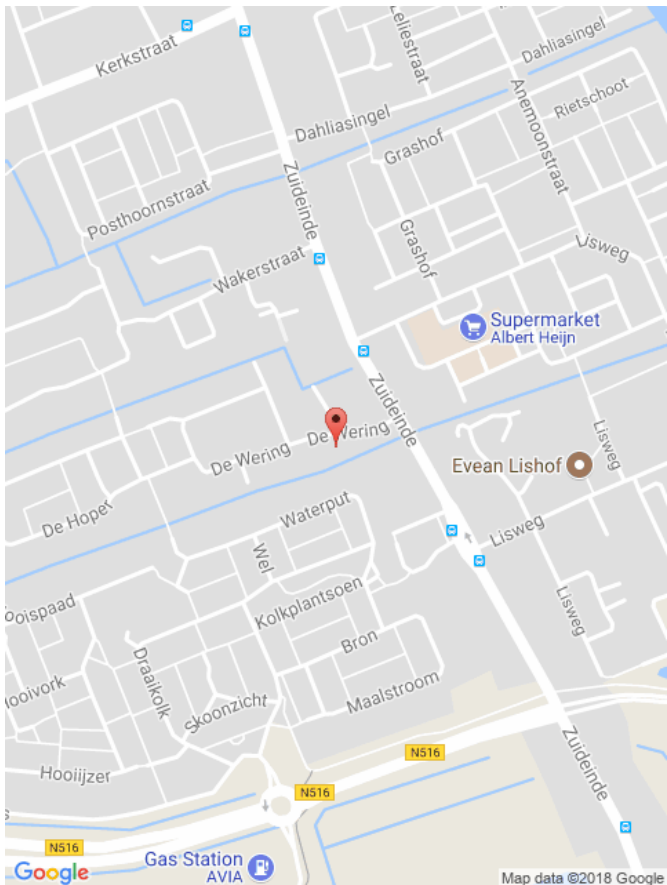 Kerkstraat
Leliestraat
Dahliasingel
Anemoonstraat
Rietschoot
Dahliasingel
Grashof
Posthoornstraat
Zuideinde
Wakerstraat
Grashof
Lisweg
Supermarket
Albert Heijn
Zuideinde
De Wering
De Wering
Evean Lishof
Lisweg
De Hoper
Waterput
Lisweg
Wel
Kolkplantsoen
ooispaad
Bron
Lisweg
Draaikolk
Skoonzicht
Maalstroom
ooivork
Zuideinde
N516
Hooiijzer
N516
s
N516
Gas Station
AVIA
Google
Map data ©2018 Google